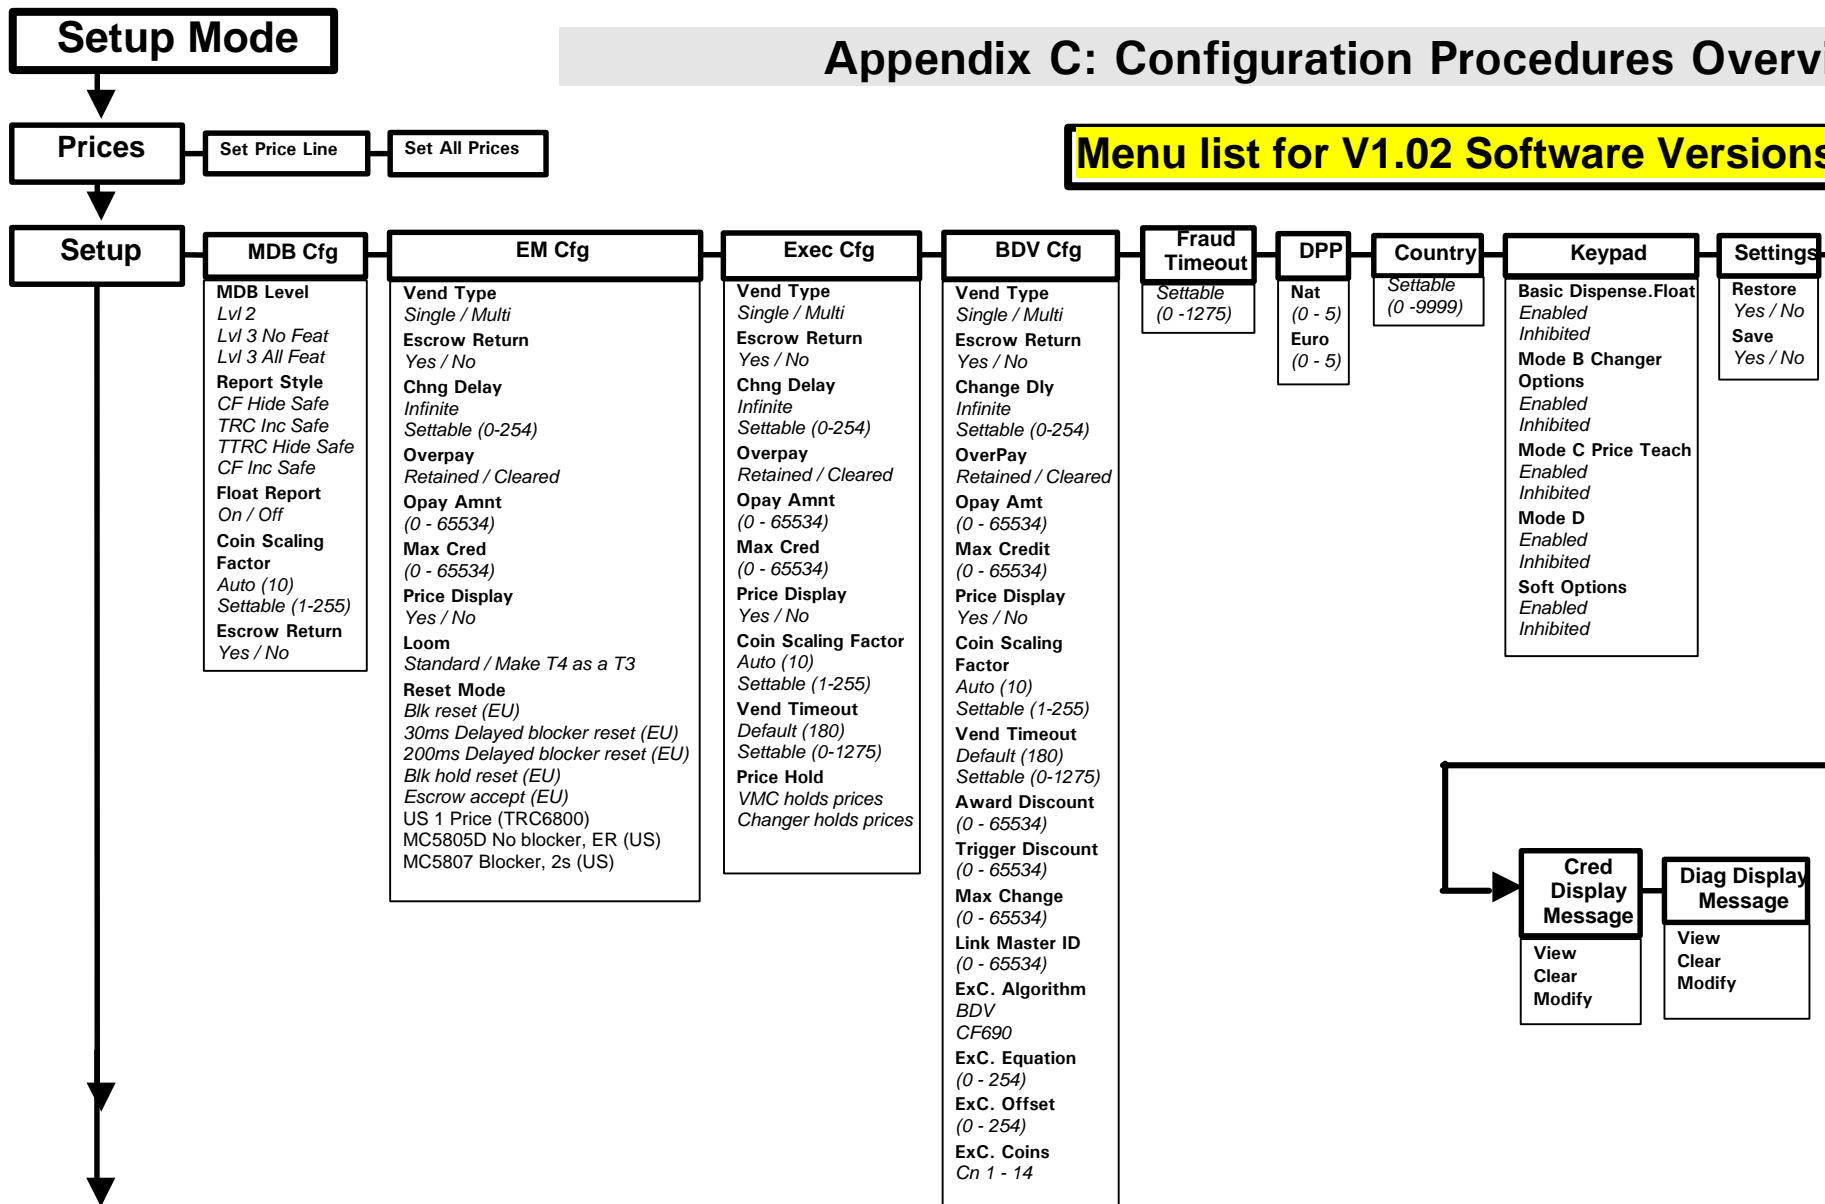 Setup Mode
Appendix C: Configuration Procedures Overvi
Prices
Set Price Line
Set All Prices
Menu list for V1.02 Software Versions
Setup
MDB Cfg
MDB Level
Lvl 2
Lvl 3 No Feat
Lvl 3 All Feat
Report Style
CF Hide Safe
TRC Inc Safe
TTRC Hide Safe
CF Inc Safe
Float Report
On / Off
Coin Scaling
Factor
Auto (10)
Settable (1-255)
Escrow Return
Yes / No
EM Cfg
Vend Type
Single / Multi
Escrow Return
Yes / No
Chng Delay
Infinite
Settable (0-254)
Overpay
Retained / Cleared
Opay Amnt
(0 - 65534)
Max Cred
(0 - 65534)
Price Display
Yes / No
Loom
Standard / Make T4 as a T3
Reset Mode
Blk reset (EU)
30ms Delayed blocker reset (EU)
200ms Delayed blocker reset (EU)
Blk hold reset (EU)
Escrow accept (EU)
US 1 Price (TRC6800)
MC5805D No blocker, ER (US)
MC5807 Blocker, 2s (US)
Exec Cfg
Vend Type
Single / Multi
Escrow Return
Yes / No
Chng Delay
Infinite
Settable (0-254)
Overpay
Retained / Cleared
Opay Amnt
(0 - 65534)
Max Cred
(0 - 65534)
Price Display
Yes / No
Coin Scaling Factor
Auto (10)
Settable (1-255)
Vend Timeout
Default (180)
Settable (0-1275)
Price Hold
VMC holds prices
Changer holds prices
BDV Cfg
Vend Type
Single / Multi
Escrow Return
Yes / No
Change Dly
Infinite
Settable (0-254)
OverPay
Retained / Cleared
Opay Amt
(0 - 65534)
Max Credit
(0 - 65534)
Price Display
Yes / No
Coin Scaling
Factor
Auto (10)
Settable (1-255)
Vend Timeout
Default (180)
Settable (0-1275)
Award Discount
(0 - 65534)
Trigger Discount
(0 - 65534)
Max Change
(0 - 65534)
Link Master ID
(0 - 65534)
ExC. Algorithm
BDV
CF690
ExC. Equation
(0 - 254)
ExC. Offset
(0 - 254)
ExC. Coins
Cn 1 - 14
Fraud
Timeout
Settable
(0 -1275)
DPP
Nat
(0 - 5)
Euro
(0 - 5)
Country
Settable
(0 -9999)
Keypad
Basic Dispense.Float
Enabled
Inhibited
Mode B Changer
Options
Enabled
Inhibited
Mode C Price Teach
Enabled
Inhibited
Mode D
Enabled
Inhibited
Soft Options
Enabled
Inhibited
Settings
Restore
Yes / No
Save
Yes / No
Cred
Display
Message
View
Clear
Modify
Diag Display
Message
View
Clear
Modify